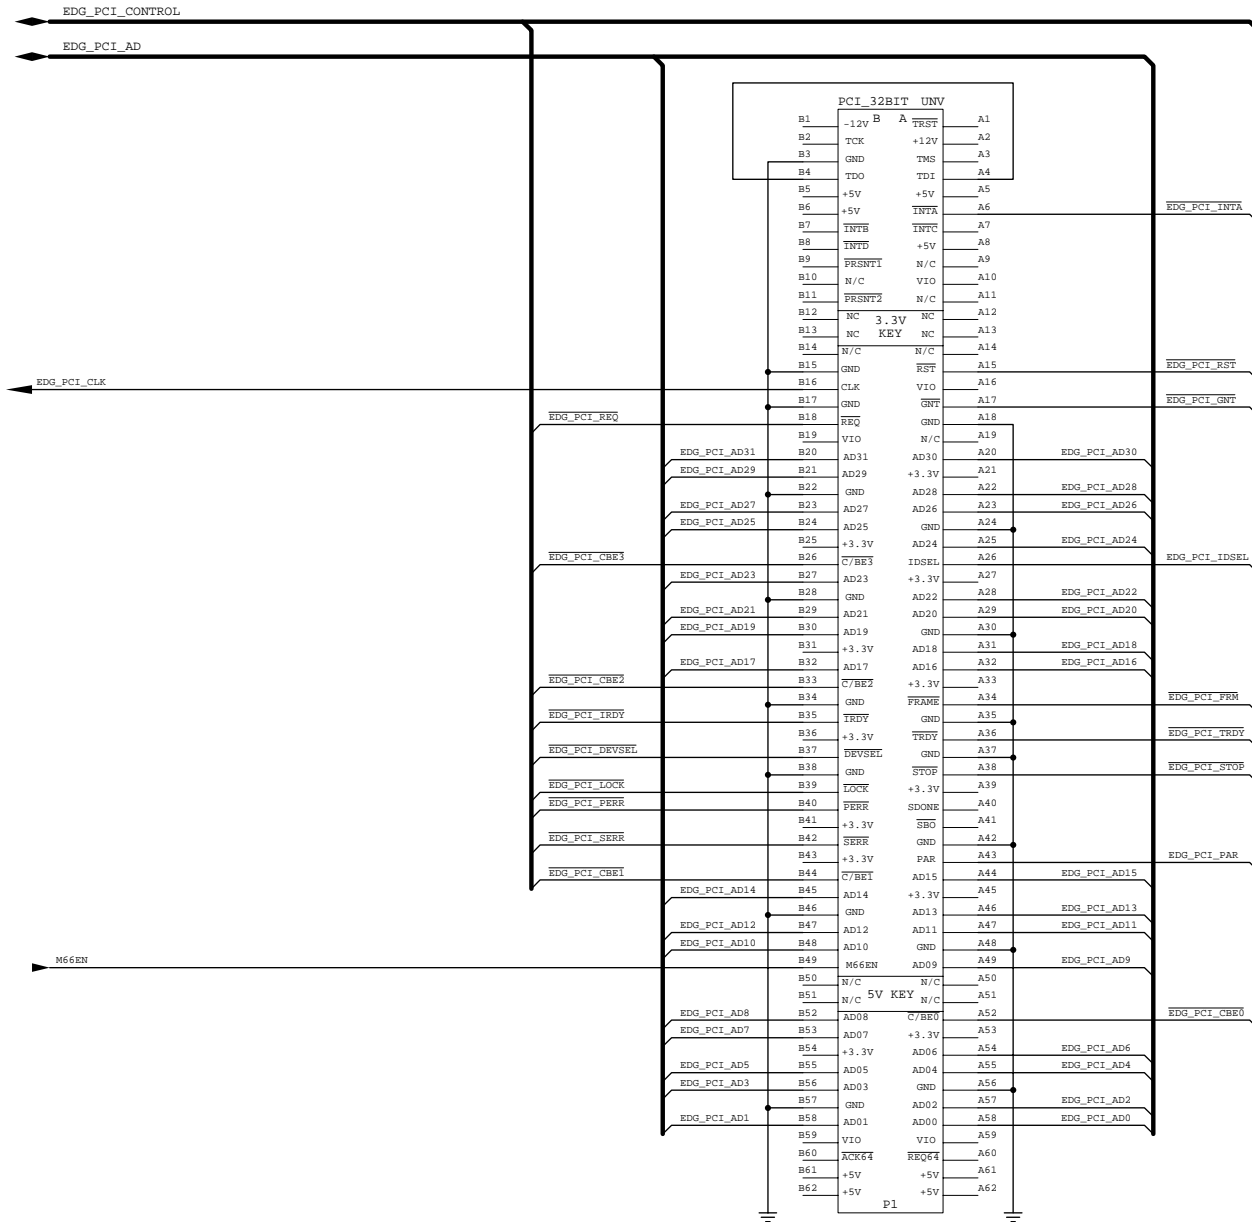 EDG_PCI_CONTROL
EDG_PCI_AD
PCI_32BIT UNV
B A
B1 -12V TRST A1
B2 TCK +12V A2
B3 GND TMS A3
B4 TDO TDI A4
B5 +5V +5V A5
B6 +5V INTA A6 EDG_PCI_INTA
B7 INTB INTC A7
B8 INTD +5V A8
B9 PRSNT1 N/C A9
B10 N/C VIO A10
B11 PRSNT2 N/C A11
B12 NC 3.3V NC A12
B13 NC KEY NC A13
B14 N/C N/C A14
B15 GND RST A15 EDG_PCI_RST
EDG_PCI_CLK B16 CLK VIO A16
B17 GND GNT A17 EDG_PCI_GNT
EDG_PCI_REQ B18 REQ GND A18
B19 VIO N/C A19
EDG_PCI_AD31 B20 AD31 AD30 A20 EDG_PCI_AD30
EDG_PCI_AD29 B21 AD29 +3.3V A21
B22 GND AD28 A22 EDG_PCI_AD28
EDG_PCI_AD27 B23 AD27 AD26 A23 EDG_PCI_AD26
EDG_PCI_AD25 B24 AD25 GND A24
B25 +3.3V AD24 A25 EDG_PCI_AD24
EDG_PCI_CBE3 B26 C/BE3 IDSEL A26 EDG_PCI_IDSEL
EDG_PCI_AD23 B27 AD23 +3.3V A27
B28 GND AD22 A28 EDG_PCI_AD22
EDG_PCI_AD21 B29 AD21 AD20 A29 EDG_PCI_AD20
EDG_PCI_AD19 B30 AD19 GND A30
B31 +3.3V AD18 A31 EDG_PCI_AD18
EDG_PCI_AD17 B32 AD17 AD16 A32 EDG_PCI_AD16
EDG_PCI_CBE2 B33 C/BE2 +3.3V A33
B34 GND FRAME A34 EDG_PCI_FRM
EDG_PCI_IRDY B35 IRDY GND A35
B36 +3.3V TRDY A36 EDG_PCI_TRDY
EDG_PCI_DEVSEL B37 DEVSEL GND A37
B38 GND STOP A38 EDG_PCI_STOP
EDG_PCI_LOCK B39 LOCK +3.3V A39
EDG_PCI_PERR B40 PERR SDONE A40
B41 +3.3V SBO A41
EDG_PCI_SERR B42 SERR GND A42
B43 +3.3V PAR A43 EDG_PCI_PAR
EDG_PCI_CBE1 B44 C/BE1 AD15 A44 EDG_PCI_AD15
EDG_PCI_AD14 B45 AD14 +3.3V A45
B46 GND AD13 A46 EDG_PCI_AD13
EDG_PCI_AD12 B47 AD12 AD11 A47 EDG_PCI_AD11
EDG_PCI_AD10 B48 AD10 GND A48
M66EN B49 M66EN AD09 A49 EDG_PCI_AD9
B50 N/C N/C A50
B51 N/C 5V KEY N/C A51
EDG_PCI_AD8 B52 AD08 C/BE0 A52 EDG_PCI_CBE0
EDG_PCI_AD7 B53 AD07 +3.3V A53
B54 +3.3V AD06 A54 EDG_PCI_AD6
EDG_PCI_AD5 B55 AD05 AD04 A55 EDG_PCI_AD4
EDG_PCI_AD3 B56 AD03 GND A56
B57 GND AD02 A57 EDG_PCI_AD2
EDG_PCI_AD1 B58 AD01 AD00 A58 EDG_PCI_AD0
B59 VIO VIO A59
B60 ACK64 REQ64 A60
B61 +5V +5V A61
B62 +5V +5V A62
P1